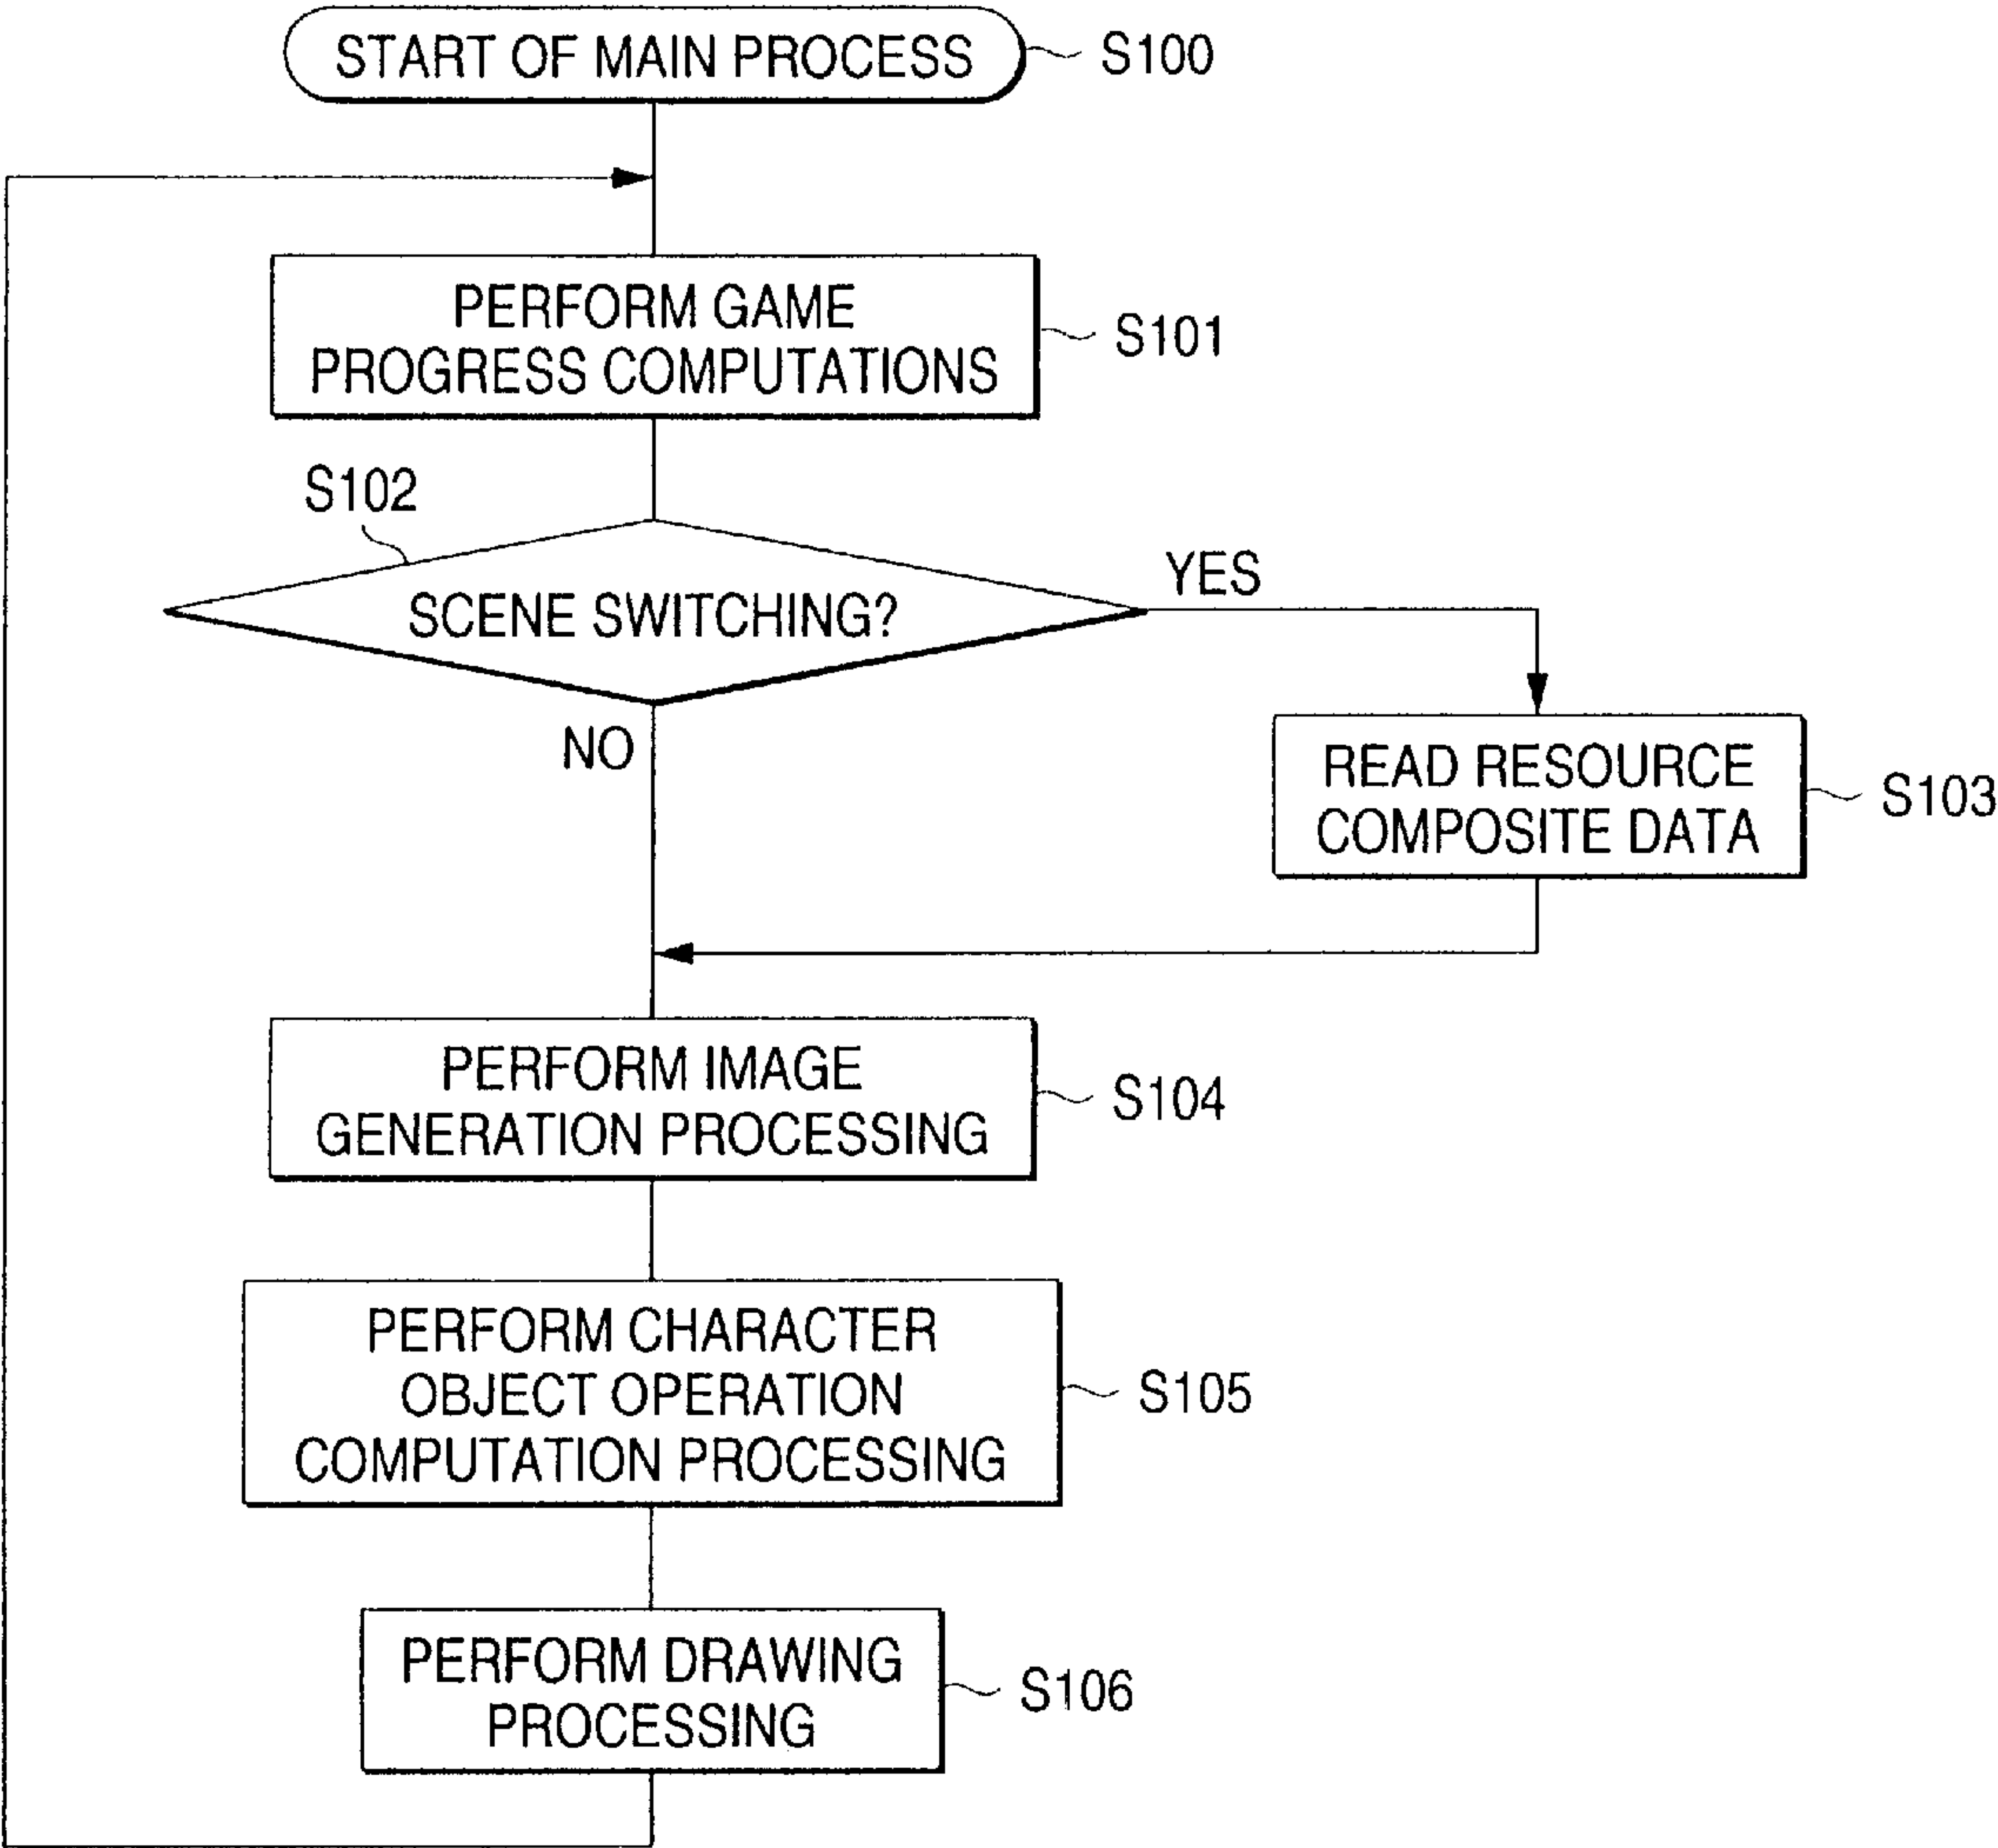 START OF MAIN PROCESS
S100
PERFORM GAME
PROGRESS COMPUTATIONS
S101
S102
SCENE SWITCHING?
YES
NO
READ RESOURCE
COMPOSITE DATA
S103
PERFORM IMAGE
GENERATION PROCESSING
S104
PERFORM CHARACTER
OBJECT OPERATION
COMPUTATION PROCESSING
S105
PERFORM DRAWING
PROCESSING
S106